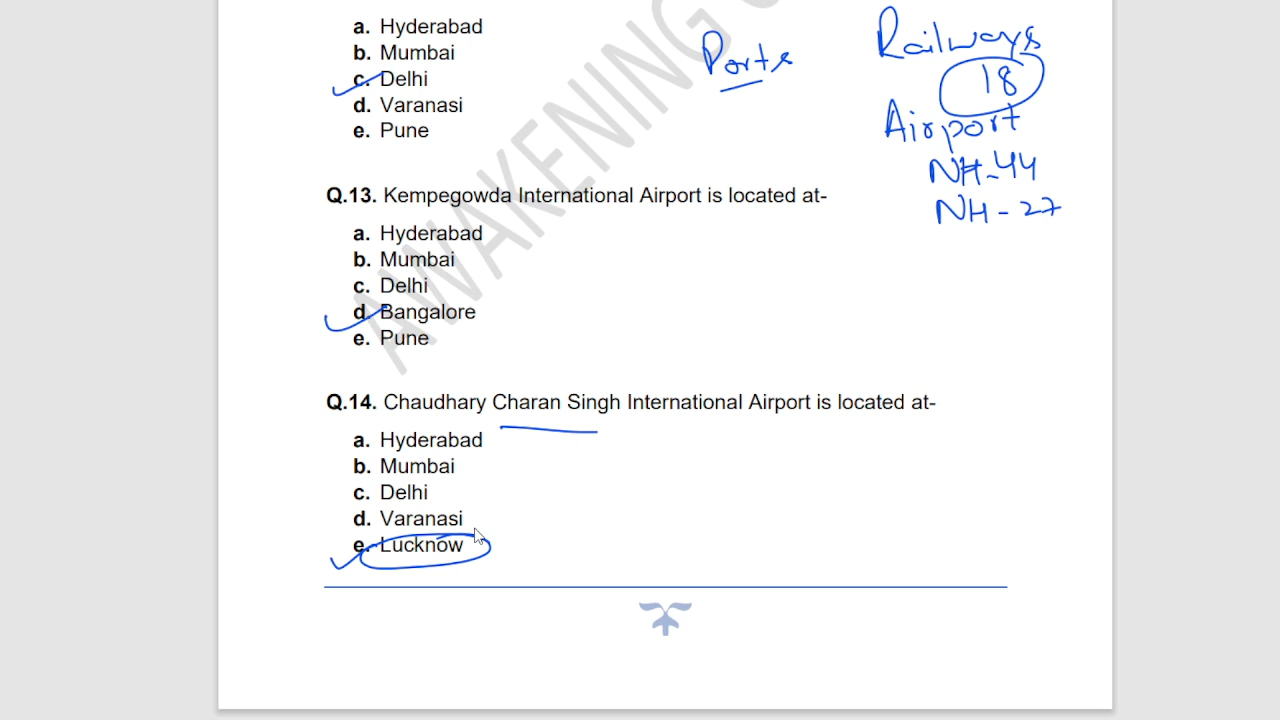 a. Hyderabad
b. Mumbai
c. Delhi
d. Varanasi
e. Pune
Ports
Railways
18
Airport
NH-44
NH-27
Q.13. Kempegowda International Airport is located at-
a. Hyderabad
b. Mumbai
c. Delhi
d. Bangalore
e. Pune
Q.14. Chaudhary Charan Singh International Airport is located at-
a. Hyderabad
b. Mumbai
c. Delhi
d. Varanasi
e. Lucknow
AWAKENING